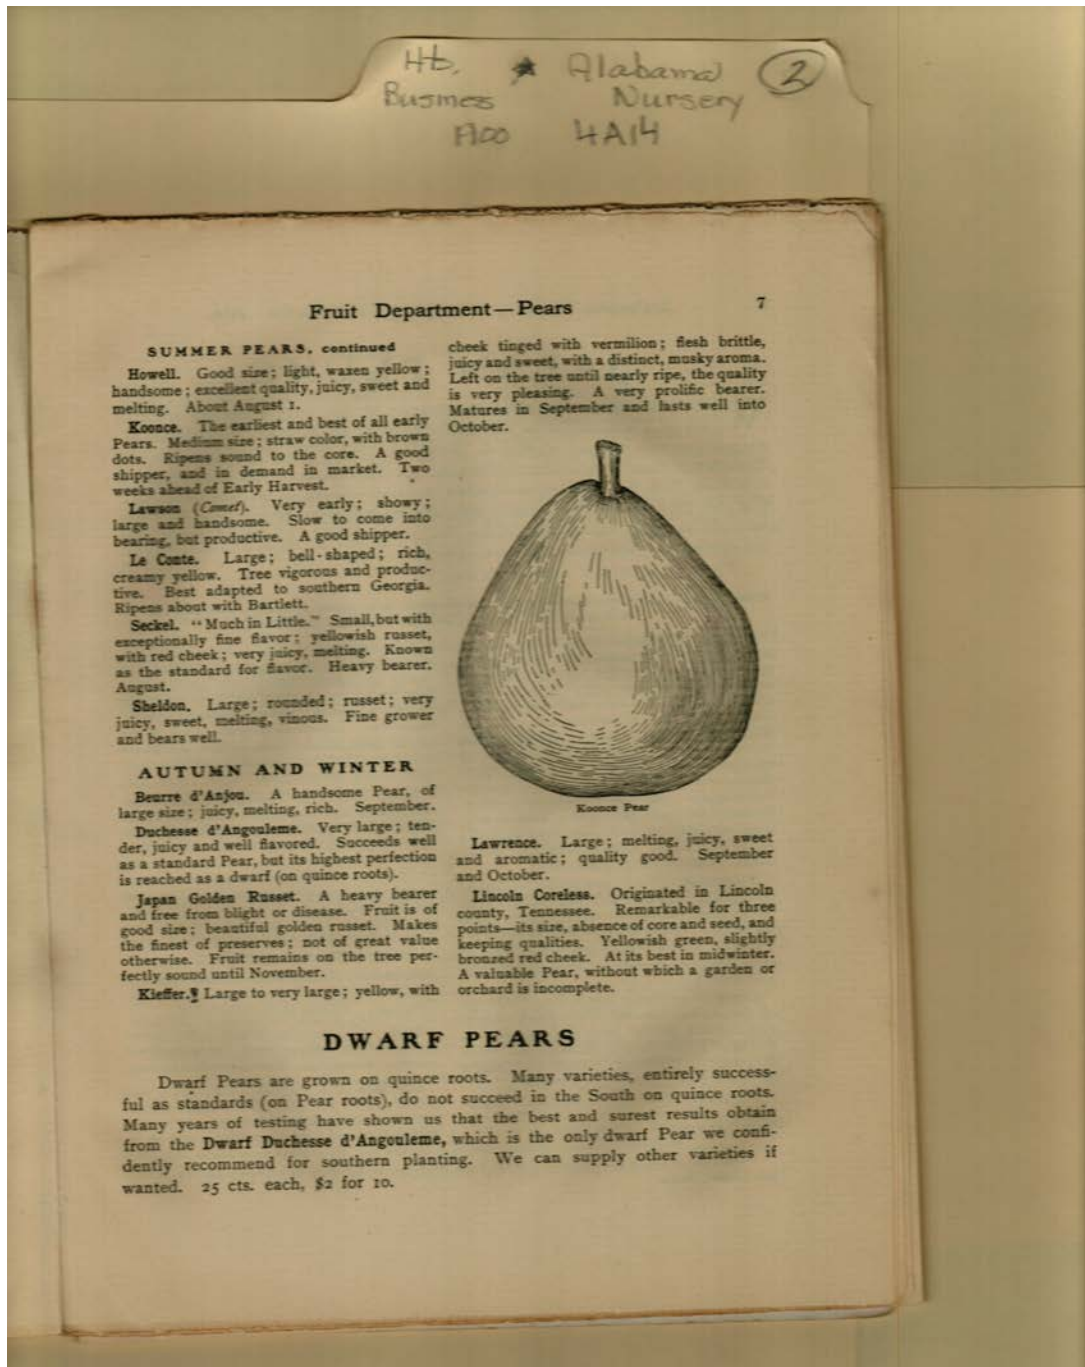 Hb. ★ Alabama 2
Business Nursery
1900 4A14
Fruit Department—Pears
7
SUMMER PEARS, continued
Howell. Good size; light, waxen yellow;
handsome; excellent quality, juicy, sweet and
melting. About August 1.
Koonce. The earliest and best of all early
Pears. Medium size; straw color, with brown
dots. Ripens sound to the core. A good
shipper, and in demand in market. Two
weeks ahead of Early Harvest.
Lawson (Comet). Very early; showy;
large and handsome. Slow to come into
bearing, but productive. A good shipper.
Le Conte. Large; bell-shaped; rich,
creamy yellow. Tree vigorous and produc-
tive. Best adapted to southern Georgia.
Ripens about with Bartlett.
Seckel. "Much in Little." Small, but with
exceptionally fine flavor; yellowish russet,
with red cheek; very juicy, melting. Known
as the standard for flavor. Heavy bearer.
August.
Sheldon. Large; rounded; russet; very
juicy, sweet, melting, vinous. Fine grower
and bears well.
AUTUMN AND WINTER
Beurre d'Anjou. A handsome Pear, of
large size; juicy, melting, rich. September.
Duchesse d'Angouleme. Very large; ten-
der, juicy and well flavored. Succeeds well
as a standard Pear, but its highest perfection
is reached as a dwarf (on quince roots).
Japan Golden Russet. A heavy bearer
and free from blight or disease. Fruit is of
good size; beautiful golden russet. Makes
the finest of preserves; not of great value
otherwise. Fruit remains on the tree per-
fectly sound until November.
Kieffer. Large to very large; yellow, with
cheek tinged with vermilion; flesh brittle,
juicy and sweet, with a distinct, musky aroma.
Left on the tree until nearly ripe, the quality
is very pleasing. A very prolific bearer.
Matures in September and lasts well into
October.
Koonce Pear
Lawrence. Large; melting, juicy, sweet
and aromatic; quality good. September
and October.
Lincoln Coreless. Originated in Lincoln
county, Tennessee. Remarkable for three
points—its size, absence of core and seed, and
keeping qualities. Yellowish green, slightly
bronzed red cheek. At its best in midwinter.
A valuable Pear, without which a garden or
orchard is incomplete.
DWARF PEARS
Dwarf Pears are grown on quince roots. Many varieties, entirely success-
ful as standards (on Pear roots), do not succeed in the South on quince roots.
Many years of testing have shown us that the best and surest results obtain
from the Dwarf Duchesse d'Angouleme, which is the only dwarf Pear we confi-
dently recommend for southern planting. We can supply other varieties if
wanted. 25 cts. each, $2 for 10.